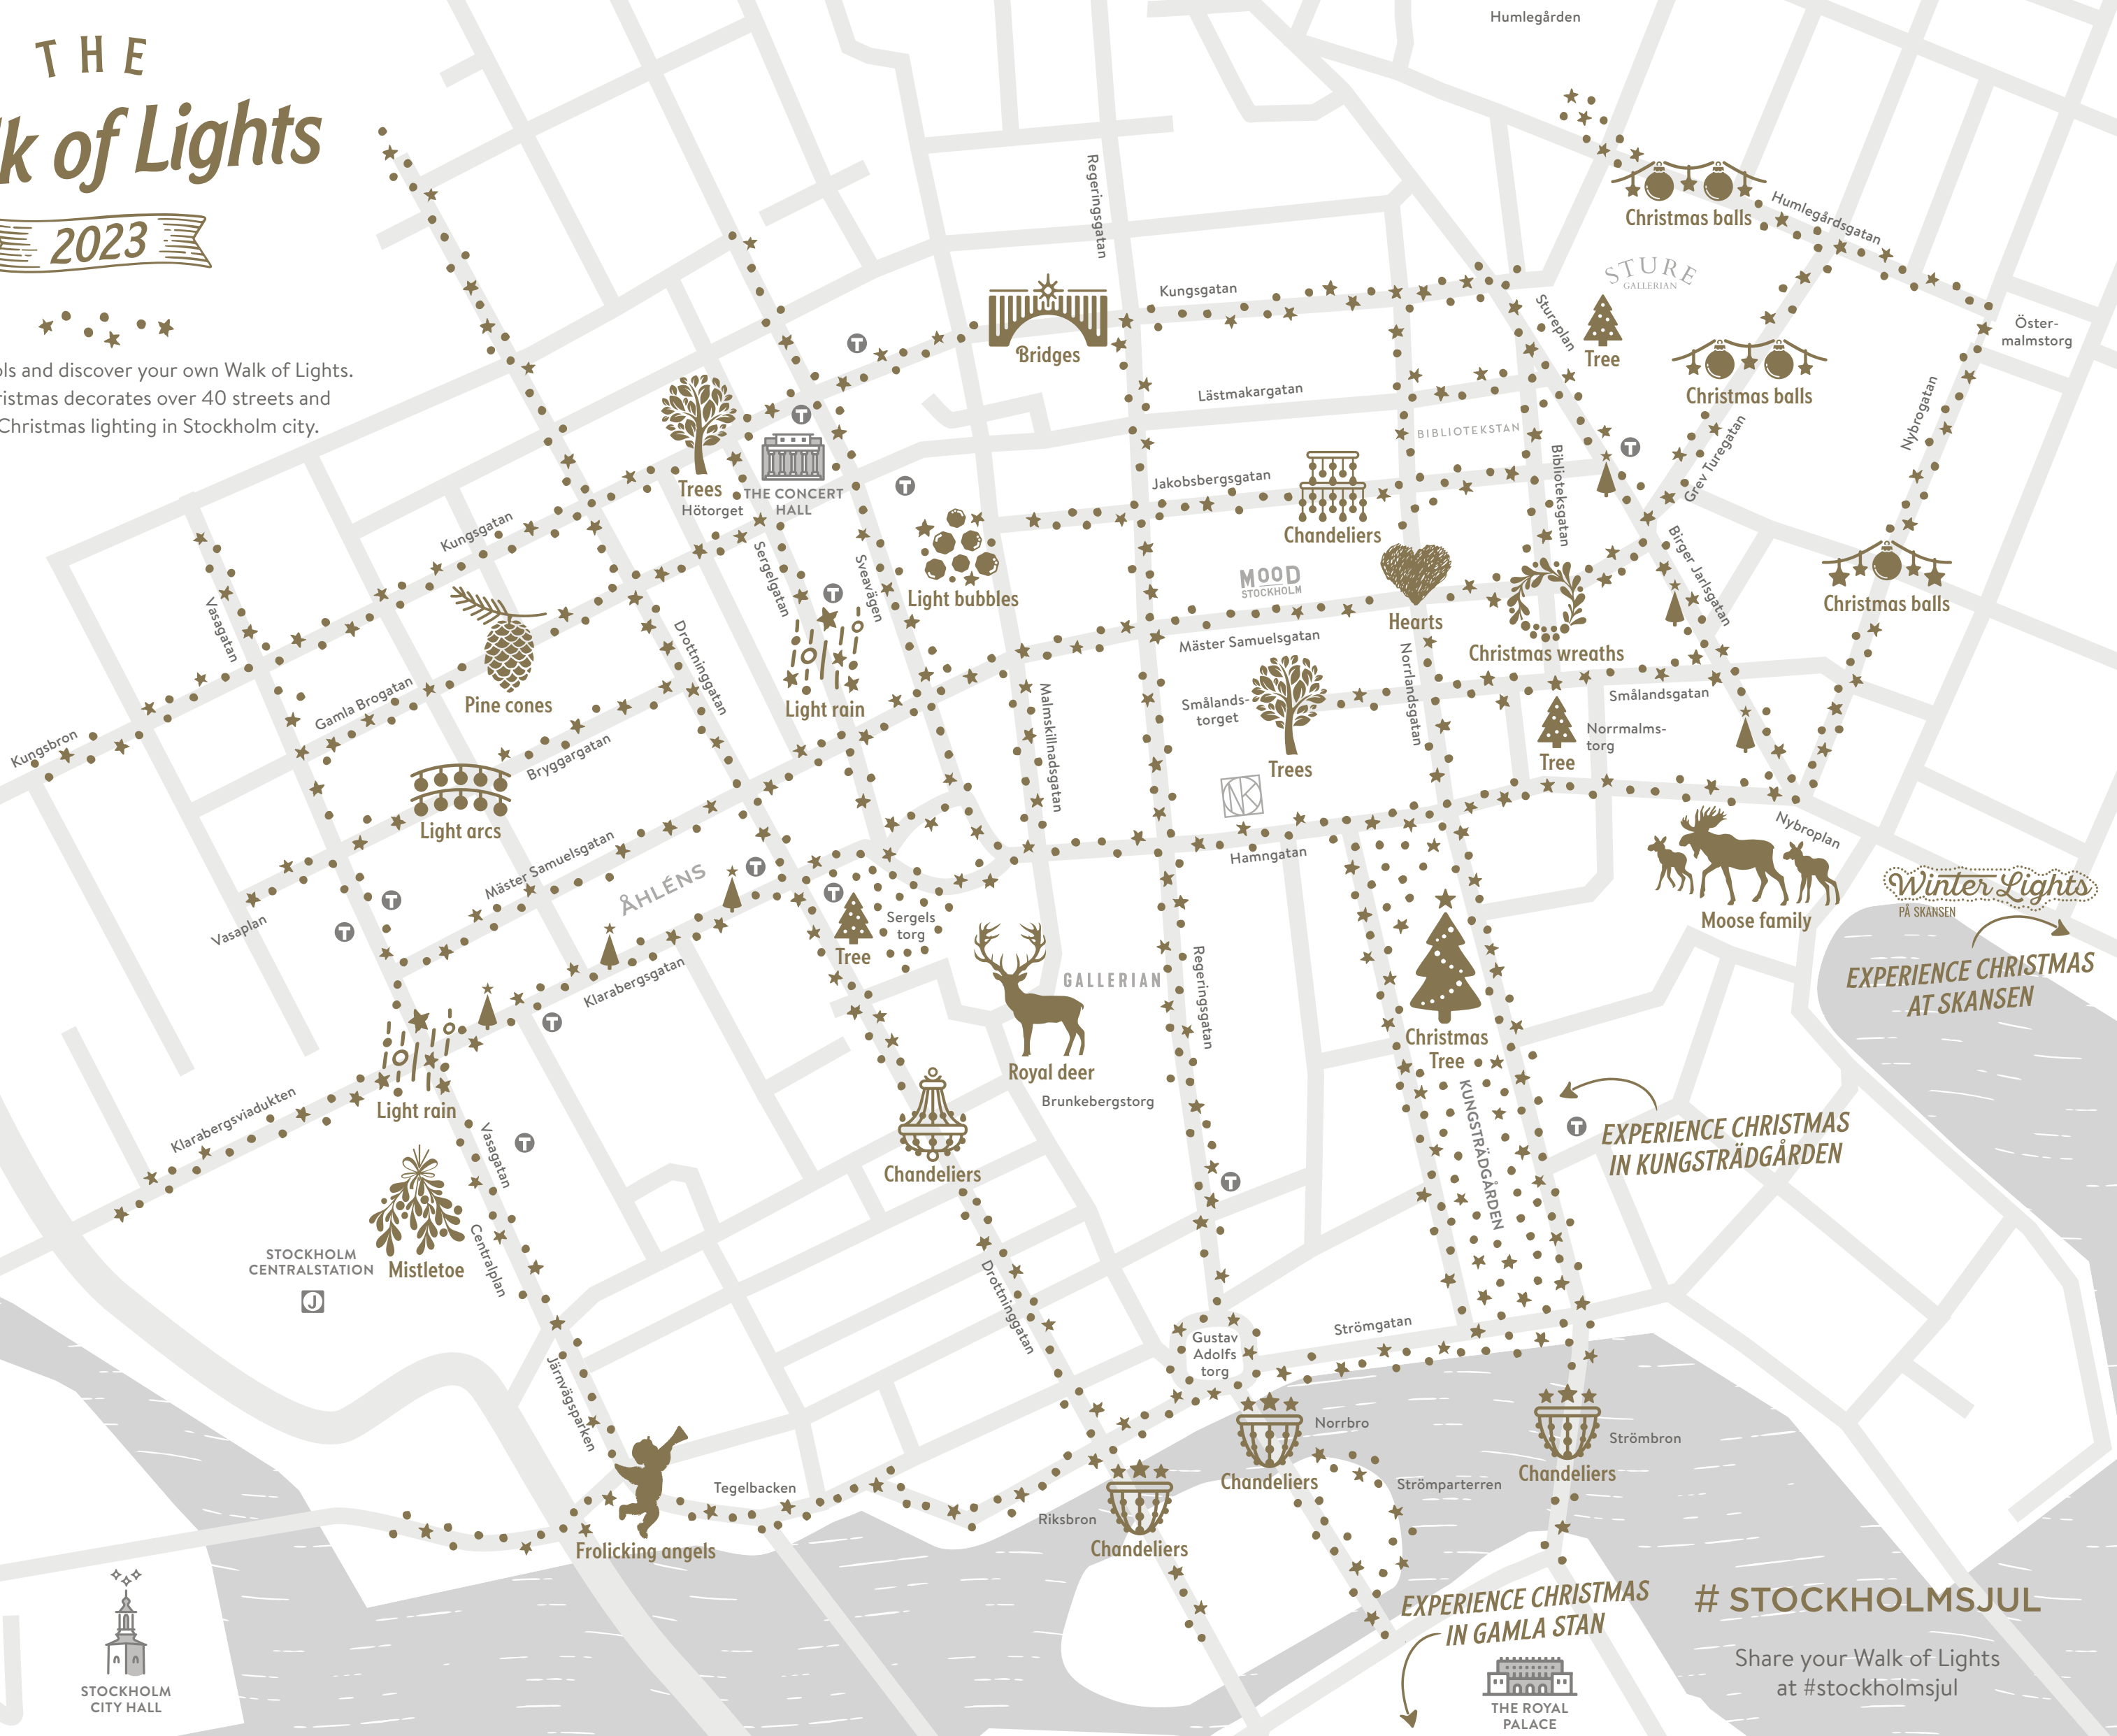 THE
lk of Lights
2023
ols and discover your own Walk of Lights.
ristmas decorates over 40 streets and
Christmas lighting in Stockholm city.
Humlegården
Christmas balls
Humlegårdsgatan
STURE
GALLERIAN
Tree
Stureplan
Öster-
malmstorg
Christmas balls
Grev Turegatan
Nybrogatan
Christmas balls
Birger Jarlsgatan
Regeringsgatan
Kungsgatan
Bridges
Lästmakargatan
BIBLIOTEKSTAN
Biblioteksgatan
Jakobsbergsgatan
Chandeliers
T
T
T
T
T
Trees
Hötorget
THE CONCERT
HALL
Kungsgatan
Sergelgatan
Sveavägen
Light bubbles
MOOD
STOCKHOLM
Hearts
Christmas wreaths
Mäster Samuelsgatan
Norrlandsgatan
Smålandsgatan
Smålands-
torget
Trees
Norrmalms-
torg
Tree
NK
Hamngatan
Nybroplan
Moose family
Winter Lights
PÅ SKANSEN
EXPERIENCE CHRISTMAS
AT SKANSEN
Vasagatan
Kungsbron
Gamla Brogatan
Pine cones
Drottninggatan
Light rain
Malmskillnadsgatan
Bryggargatan
Light arcs
Mäster Samuelsgatan
Vasaplan
ÅHLÉNS
T
T
T
T
T
Tree
Sergels
torg
Klarabergsgatan
GALLERIAN
Royal deer
Brunkebergstorg
Regeringsgatan
Christmas
Tree
KUNGSTRÄDGÅRDEN
T
EXPERIENCE CHRISTMAS
IN KUNGSTRÄDGÅRDEN
Light rain
Klarabergsviadukten
Vasagatan
T
Chandeliers
T
Mistletoe
Centralplan
STOCKHOLM
CENTRALSTATION
J
Drottninggatan
Järnvägsparken
Gustav
Adolfs
torg
Strömgatan
Norrbro
Chandeliers
Strömbron
Chandeliers
Strömparterren
Tegelbacken
Frolicking angels
Riksbron
Chandeliers
STOCKHOLM
CITY HALL
EXPERIENCE CHRISTMAS
IN GAMLA STAN
THE ROYAL
PALACE
# STOCKHOLMSJUL
Share your Walk of Lights
at #stockholmsjul